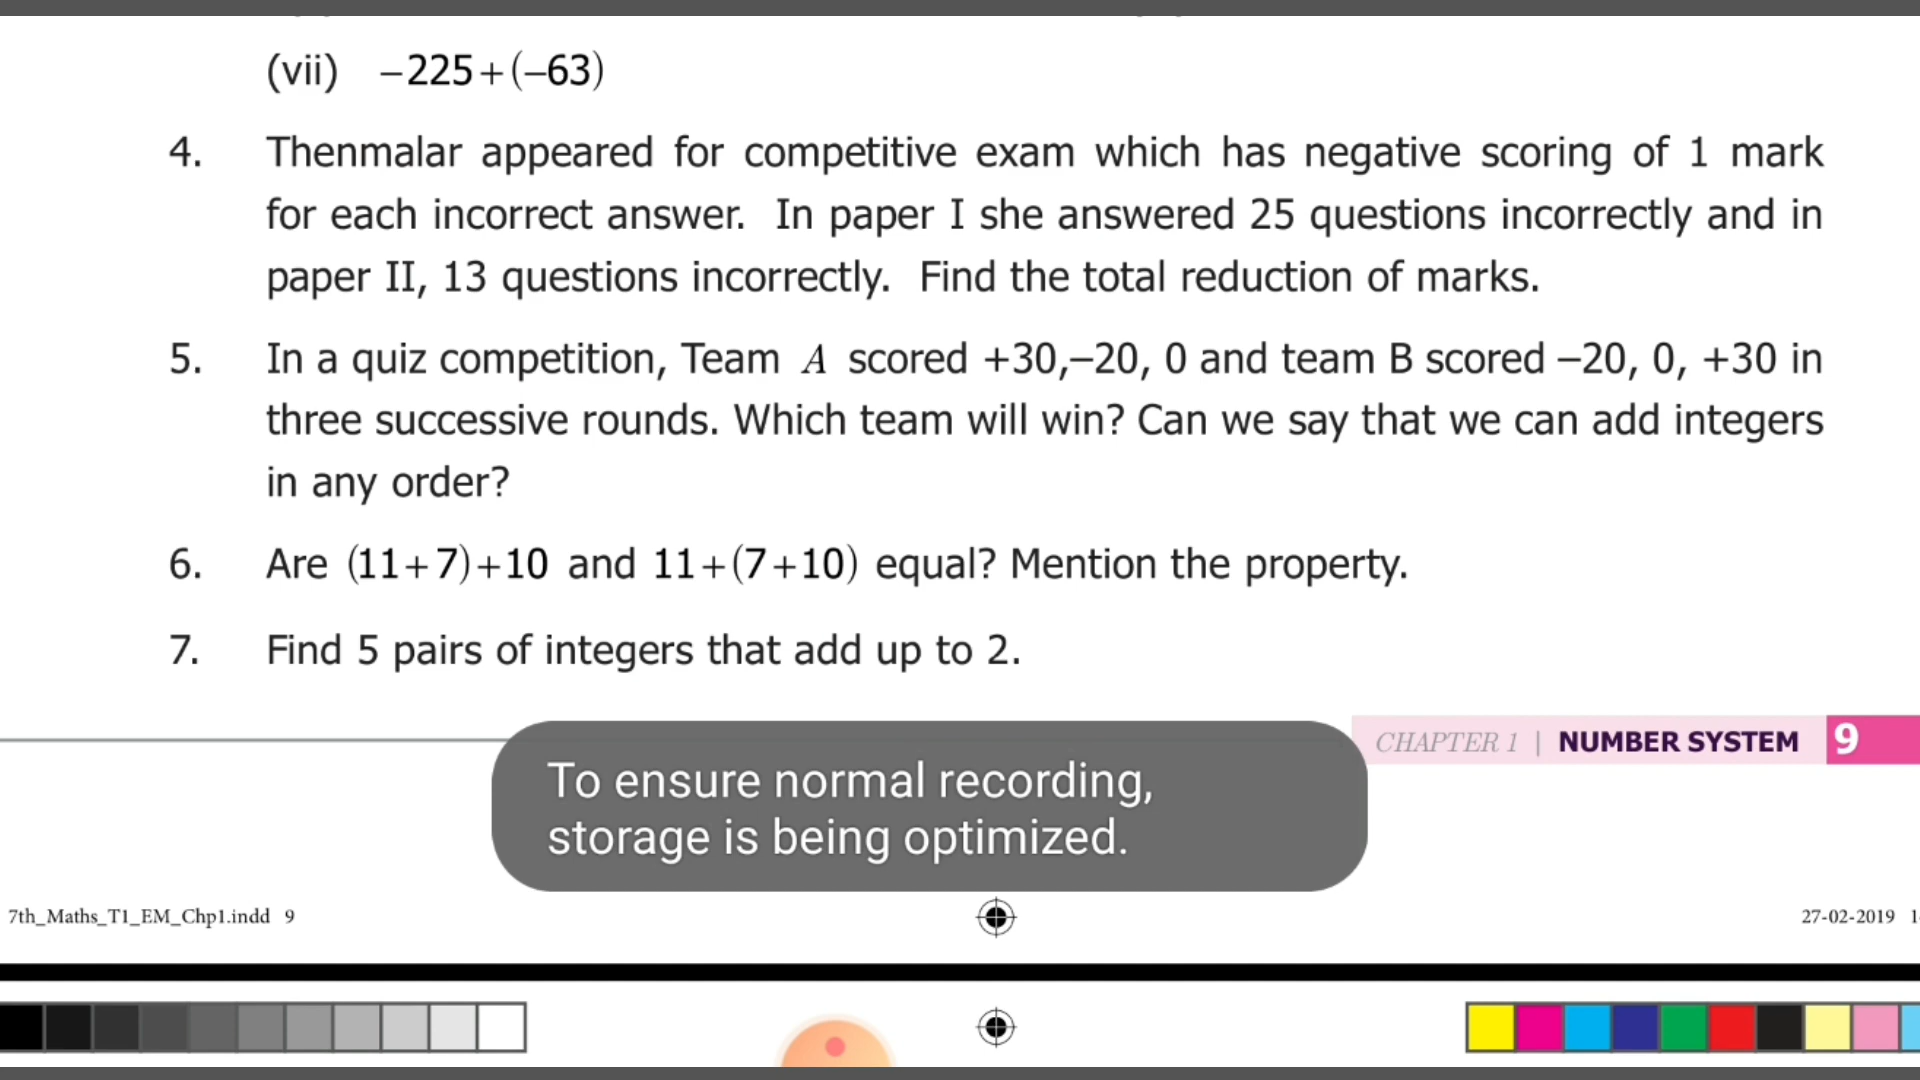 (vii) –225+(–63)
4. Thenmalar appeared for competitive exam which has negative scoring of 1 mark
for each incorrect answer. In paper I she answered 25 questions incorrectly and in
paper II, 13 questions incorrectly. Find the total reduction of marks.
5. In a quiz competition, Team A scored +30,–20, 0 and team B scored –20, 0, +30 in
three successive rounds. Which team will win? Can we say that we can add integers
in any order?
6. Are (11+7)+10 and 11+(7+10) equal? Mention the property.
7. Find 5 pairs of integers that add up to 2.
CHAPTER 1 | NUMBER SYSTEM 9
To ensure normal recording,
storage is being optimized.
7th_Maths_T1_EM_Chp1.indd 9 27-02-2019